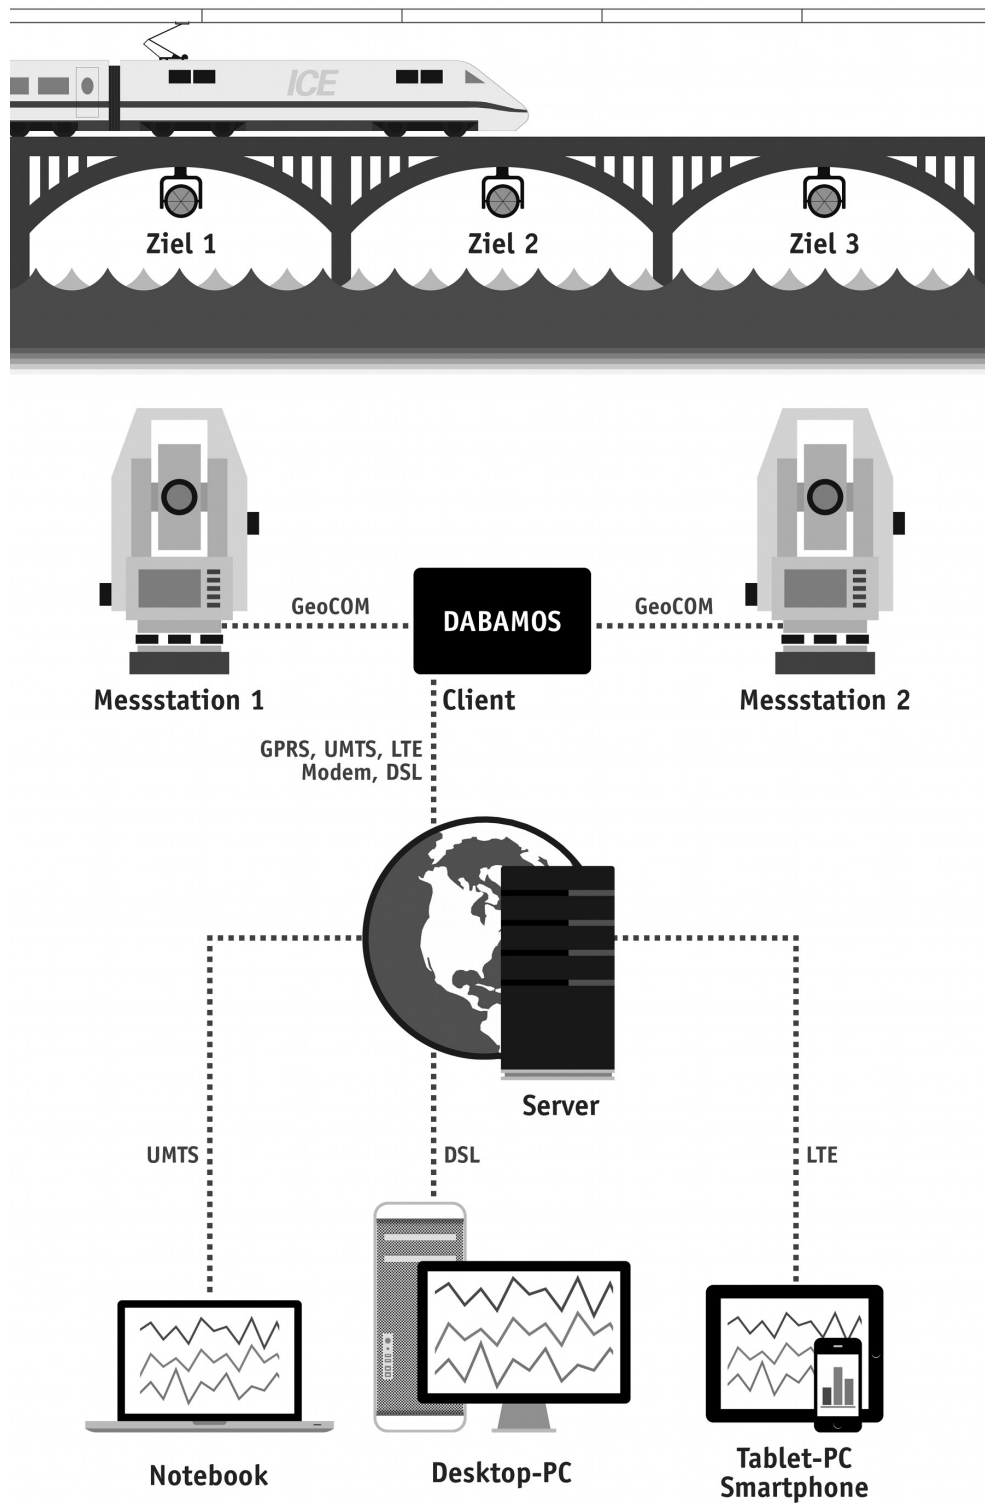 ICE
Ziel 1
Ziel 2
Ziel 3
GeoCOM
DABAMOS
GeoCOM
Messstation 1
Client
Messstation 2
GPRS, UMTS, LTE
Modem, DSL
Server
UMTS
DSL
LTE
Notebook
Desktop-PC
Tablet-PC
Smartphone